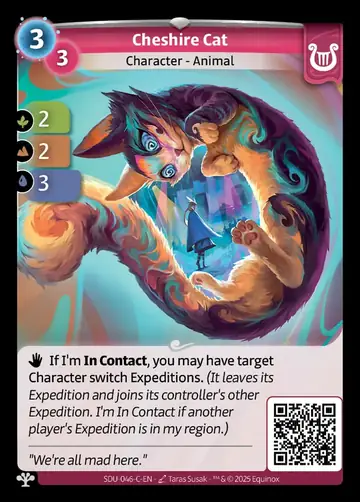 3
Cheshire Cat
3
Character - Animal
2
2
3
If I'm In Contact, you may have target
Character switch Expeditions. (It leaves its
Expedition and joins its controller's other
Expedition. I'm In Contact if another
player's Expedition is in my region.)
"We're all mad here."
SDU-046-C-EN - Taras Susak - ™ & © 2025 Equinox